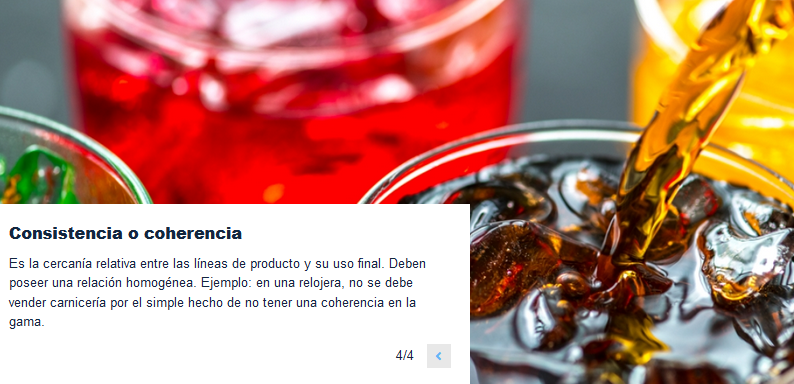 Consistencia o coherencia
Es la cercanía relativa entre las líneas de producto y su uso final. Deben
poseer una relación homogénea. Ejemplo: en una relojera, no se debe
vender carnicería por el simple hecho de no tener una coherencia en la
gama.
4/4